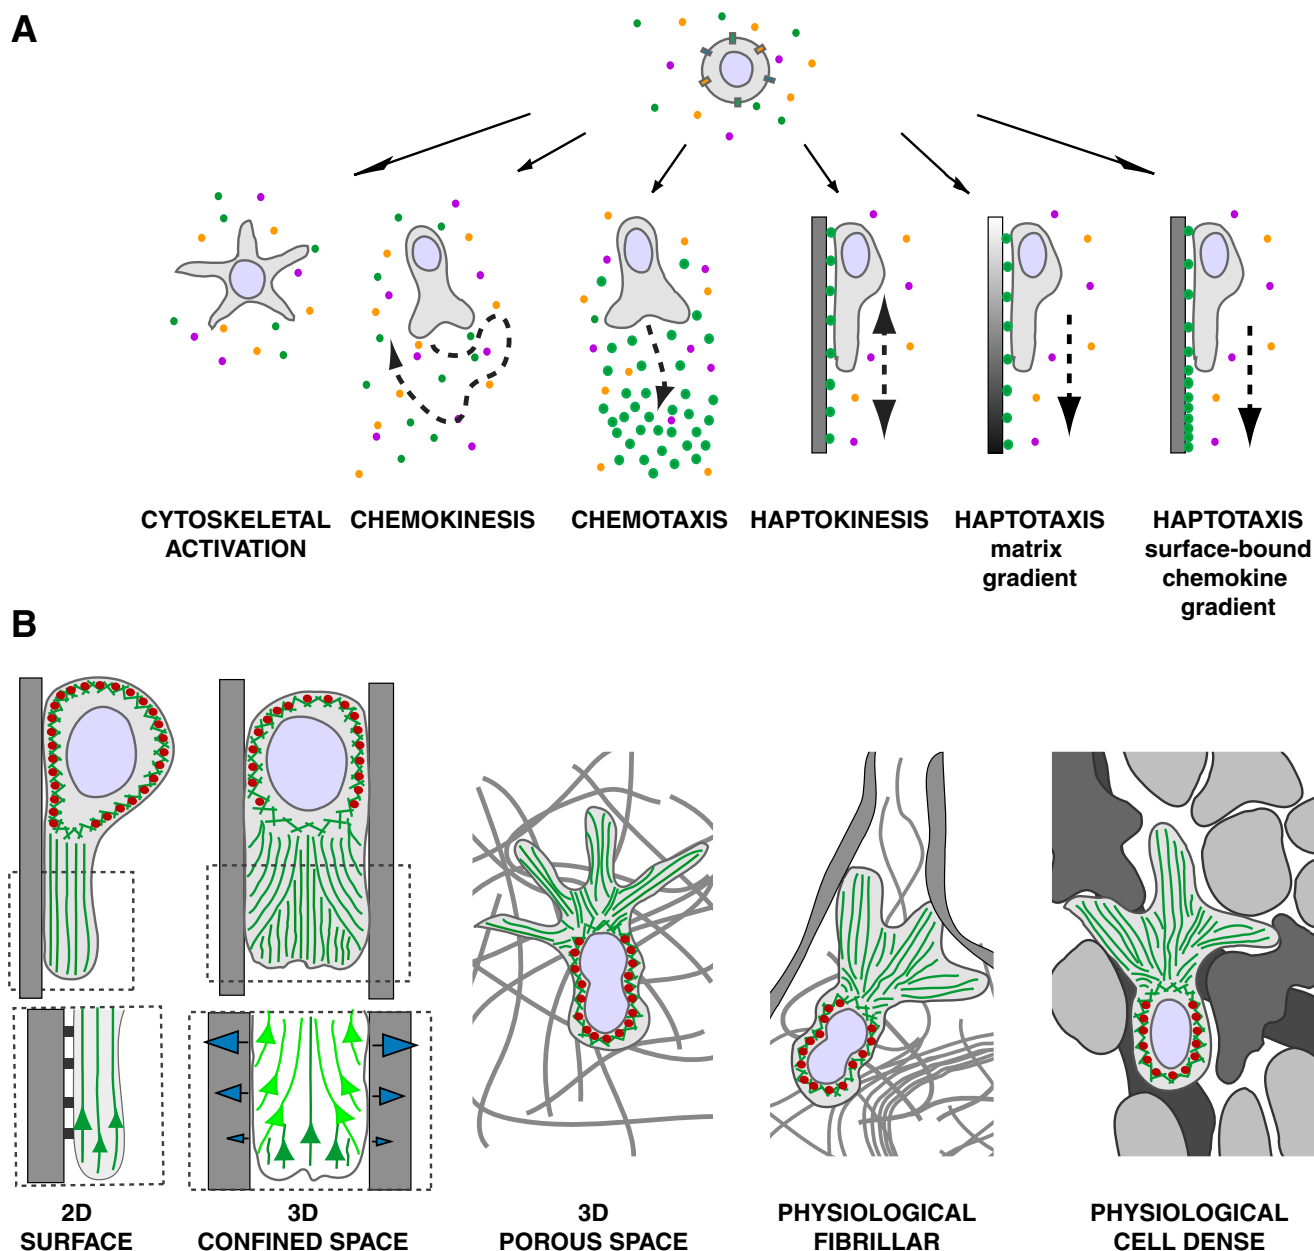 A
CYTOSKELETAL
ACTIVATION
CHEMOKINESIS
CHEMOTAXIS
HAPTOKINESIS
HAPTOTAXIS
matrix
gradient
HAPTOTAXIS
surface-bound
chemokine
gradient
B
2D
SURFACE
3D
CONFINED SPACE
3D
POROUS SPACE
PHYSIOLOGICAL
FIBRILLAR
PHYSIOLOGICAL
CELL DENSE